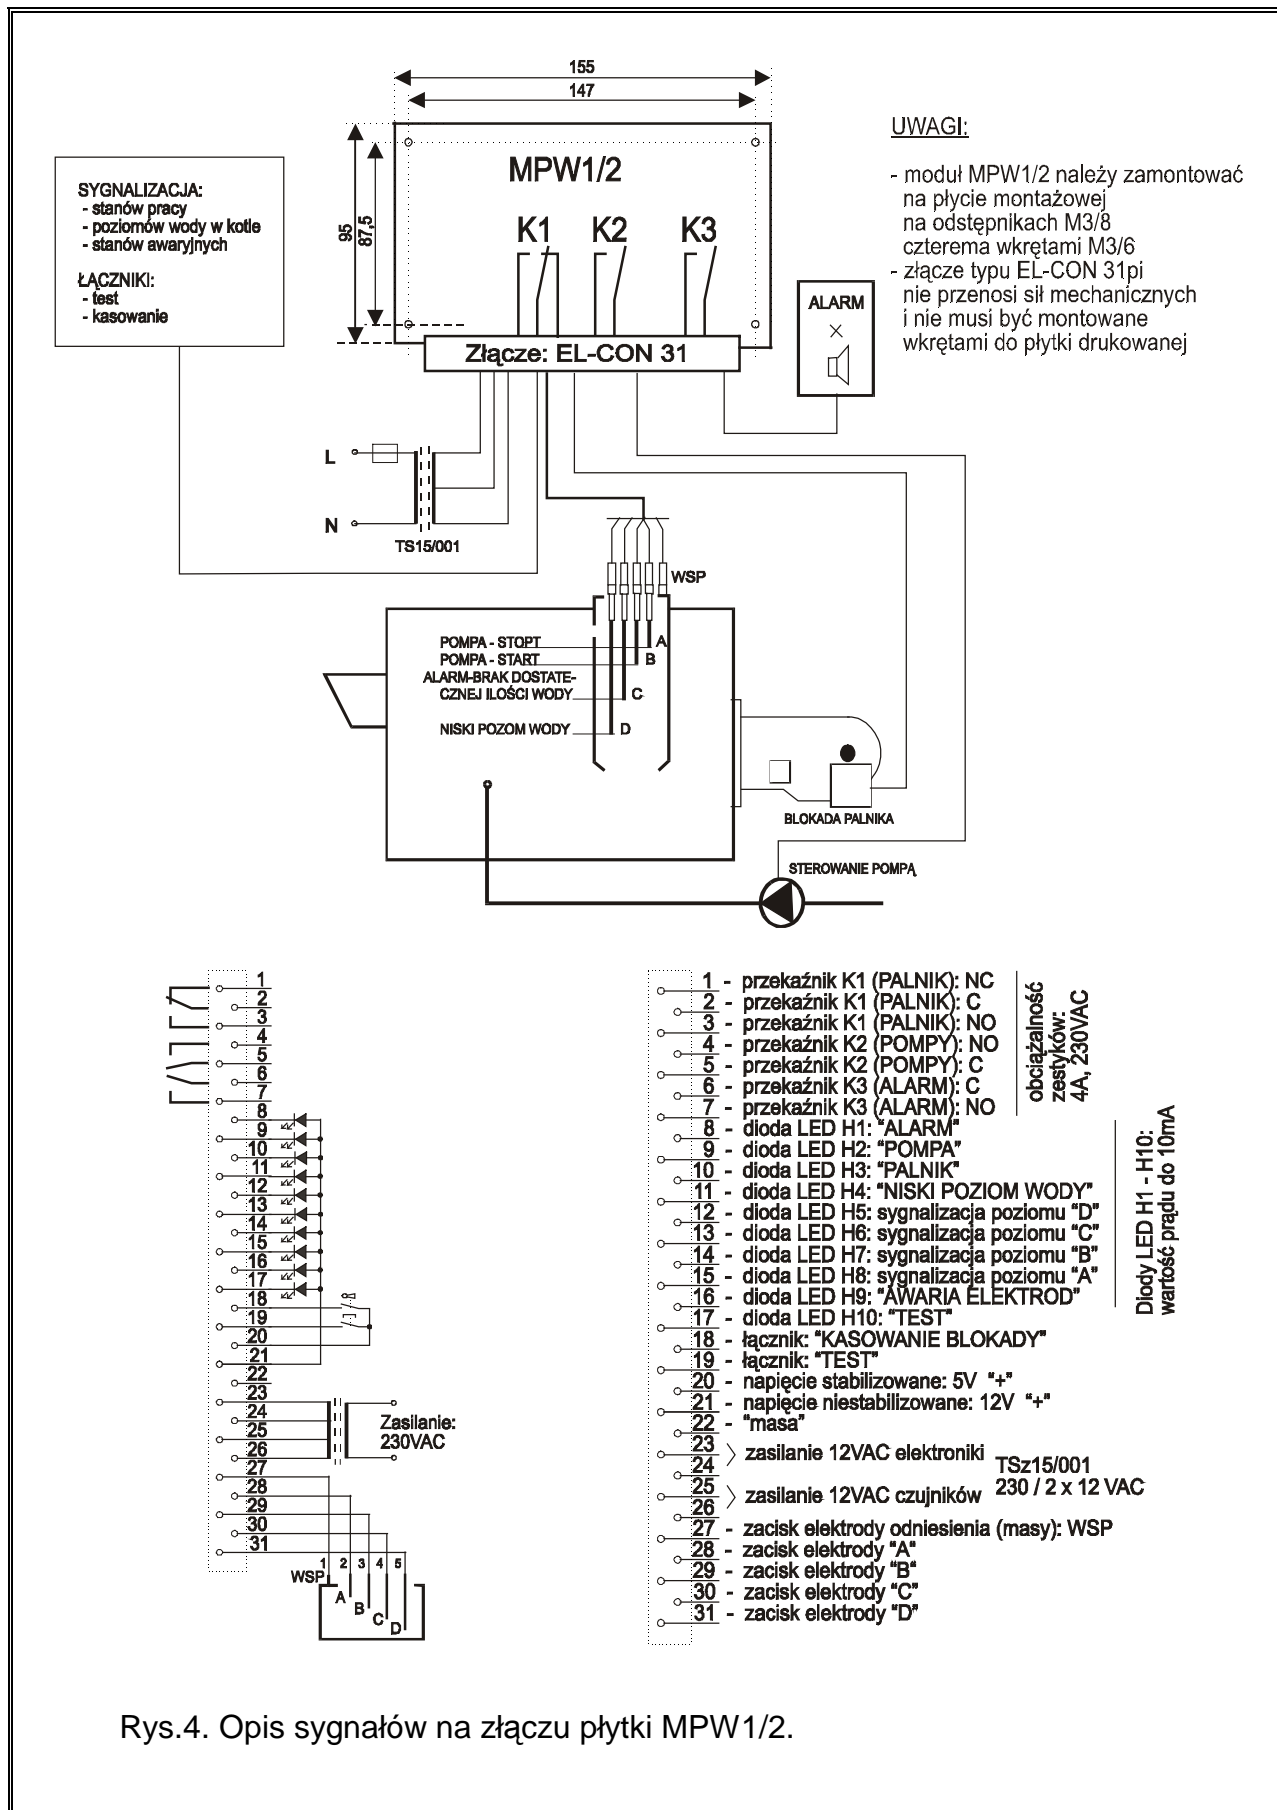 155
147
UWAGI:
- moduł MPW1/2 należy zamontować
na płycie montażowej
na odstępnikach M3/8
czterema wkrętami M3/6
- złącze typu EL-CON 31pi
nie przenosi sił mechanicznych
i nie musi być montowane
wkrętami do płytki drukowanej
SYGNALIZACJA:
- stanów pracy
- poziomów wody w kotle
- stanów awaryjnych
ŁĄCZNIKI:
- test
- kasowanie
95
87,5
MPW1/2
K1 K2 K3
Złącze: EL-CON 31
ALARM
L
N
TS15/001
WSP
POMPA - STOPT
A
POMPA - START
B
ALARM-BRAK DOSTATE-
CZNEJ ILOŚCI WODY
C
NISKI POZOM WODY
D
BLOKADA PALNIKA
STEROWANIE POMPĄ
1
2
3
4
5
6
7
8
9
10
11
12
13
14
15
16
17
18
19
20
21
22
23
24
25
26
27
28
29
30
31
Zasilanie:
230VAC
1 2 3 4 5
WSP
A
B
C
D
1 - przekaźnik K1 (PALNIK): NC
2 - przekaźnik K1 (PALNIK): C
3 - przekaźnik K1 (PALNIK): NO
4 - przekaźnik K2 (POMPY): NO
5 - przekaźnik K2 (POMPY): C
6 - przekaźnik K3 (ALARM): C
7 - przekaźnik K3 (ALARM): NO
8 - dioda LED H1: “ALARM”
9 - dioda LED H2: “POMPA”
10 - dioda LED H3: “PALNIK”
11 - dioda LED H4: “NISKI POZIOM WODY”
12 - dioda LED H5: sygnalizacja poziomu “D”
13 - dioda LED H6: sygnalizacja poziomu “C”
14 - dioda LED H7: sygnalizacja poziomu “B”
15 - dioda LED H8: sygnalizacja poziomu “A”
16 - dioda LED H9: “AWARIA ELEKTROD”
17 - dioda LED H10: “TEST”
18 - łącznik: “KASOWANIE BLOKADY”
19 - łącznik: “TEST”
20 - napięcie stabilizowane: 5V “+”
21 - napięcie niestabilizowane: 12V “+”
22 - “masa”
23
24
zasilanie 12VAC elektroniki
25
26
zasilanie 12VAC czujników
TSz15/001
230 / 2 x 12 VAC
27 - zacisk elektrody odniesienia (masy): WSP
28 - zacisk elektrody “A”
29 - zacisk elektrody “B”
30 - zacisk elektrody “C”
31 - zacisk elektrody “D”
obciążalność
zestyków:
4A, 230VAC
Diody LED H1 - H10:
wartość prądu do 10mA
Rys.4. Opis sygnałów na złączu płytki MPW1/2.